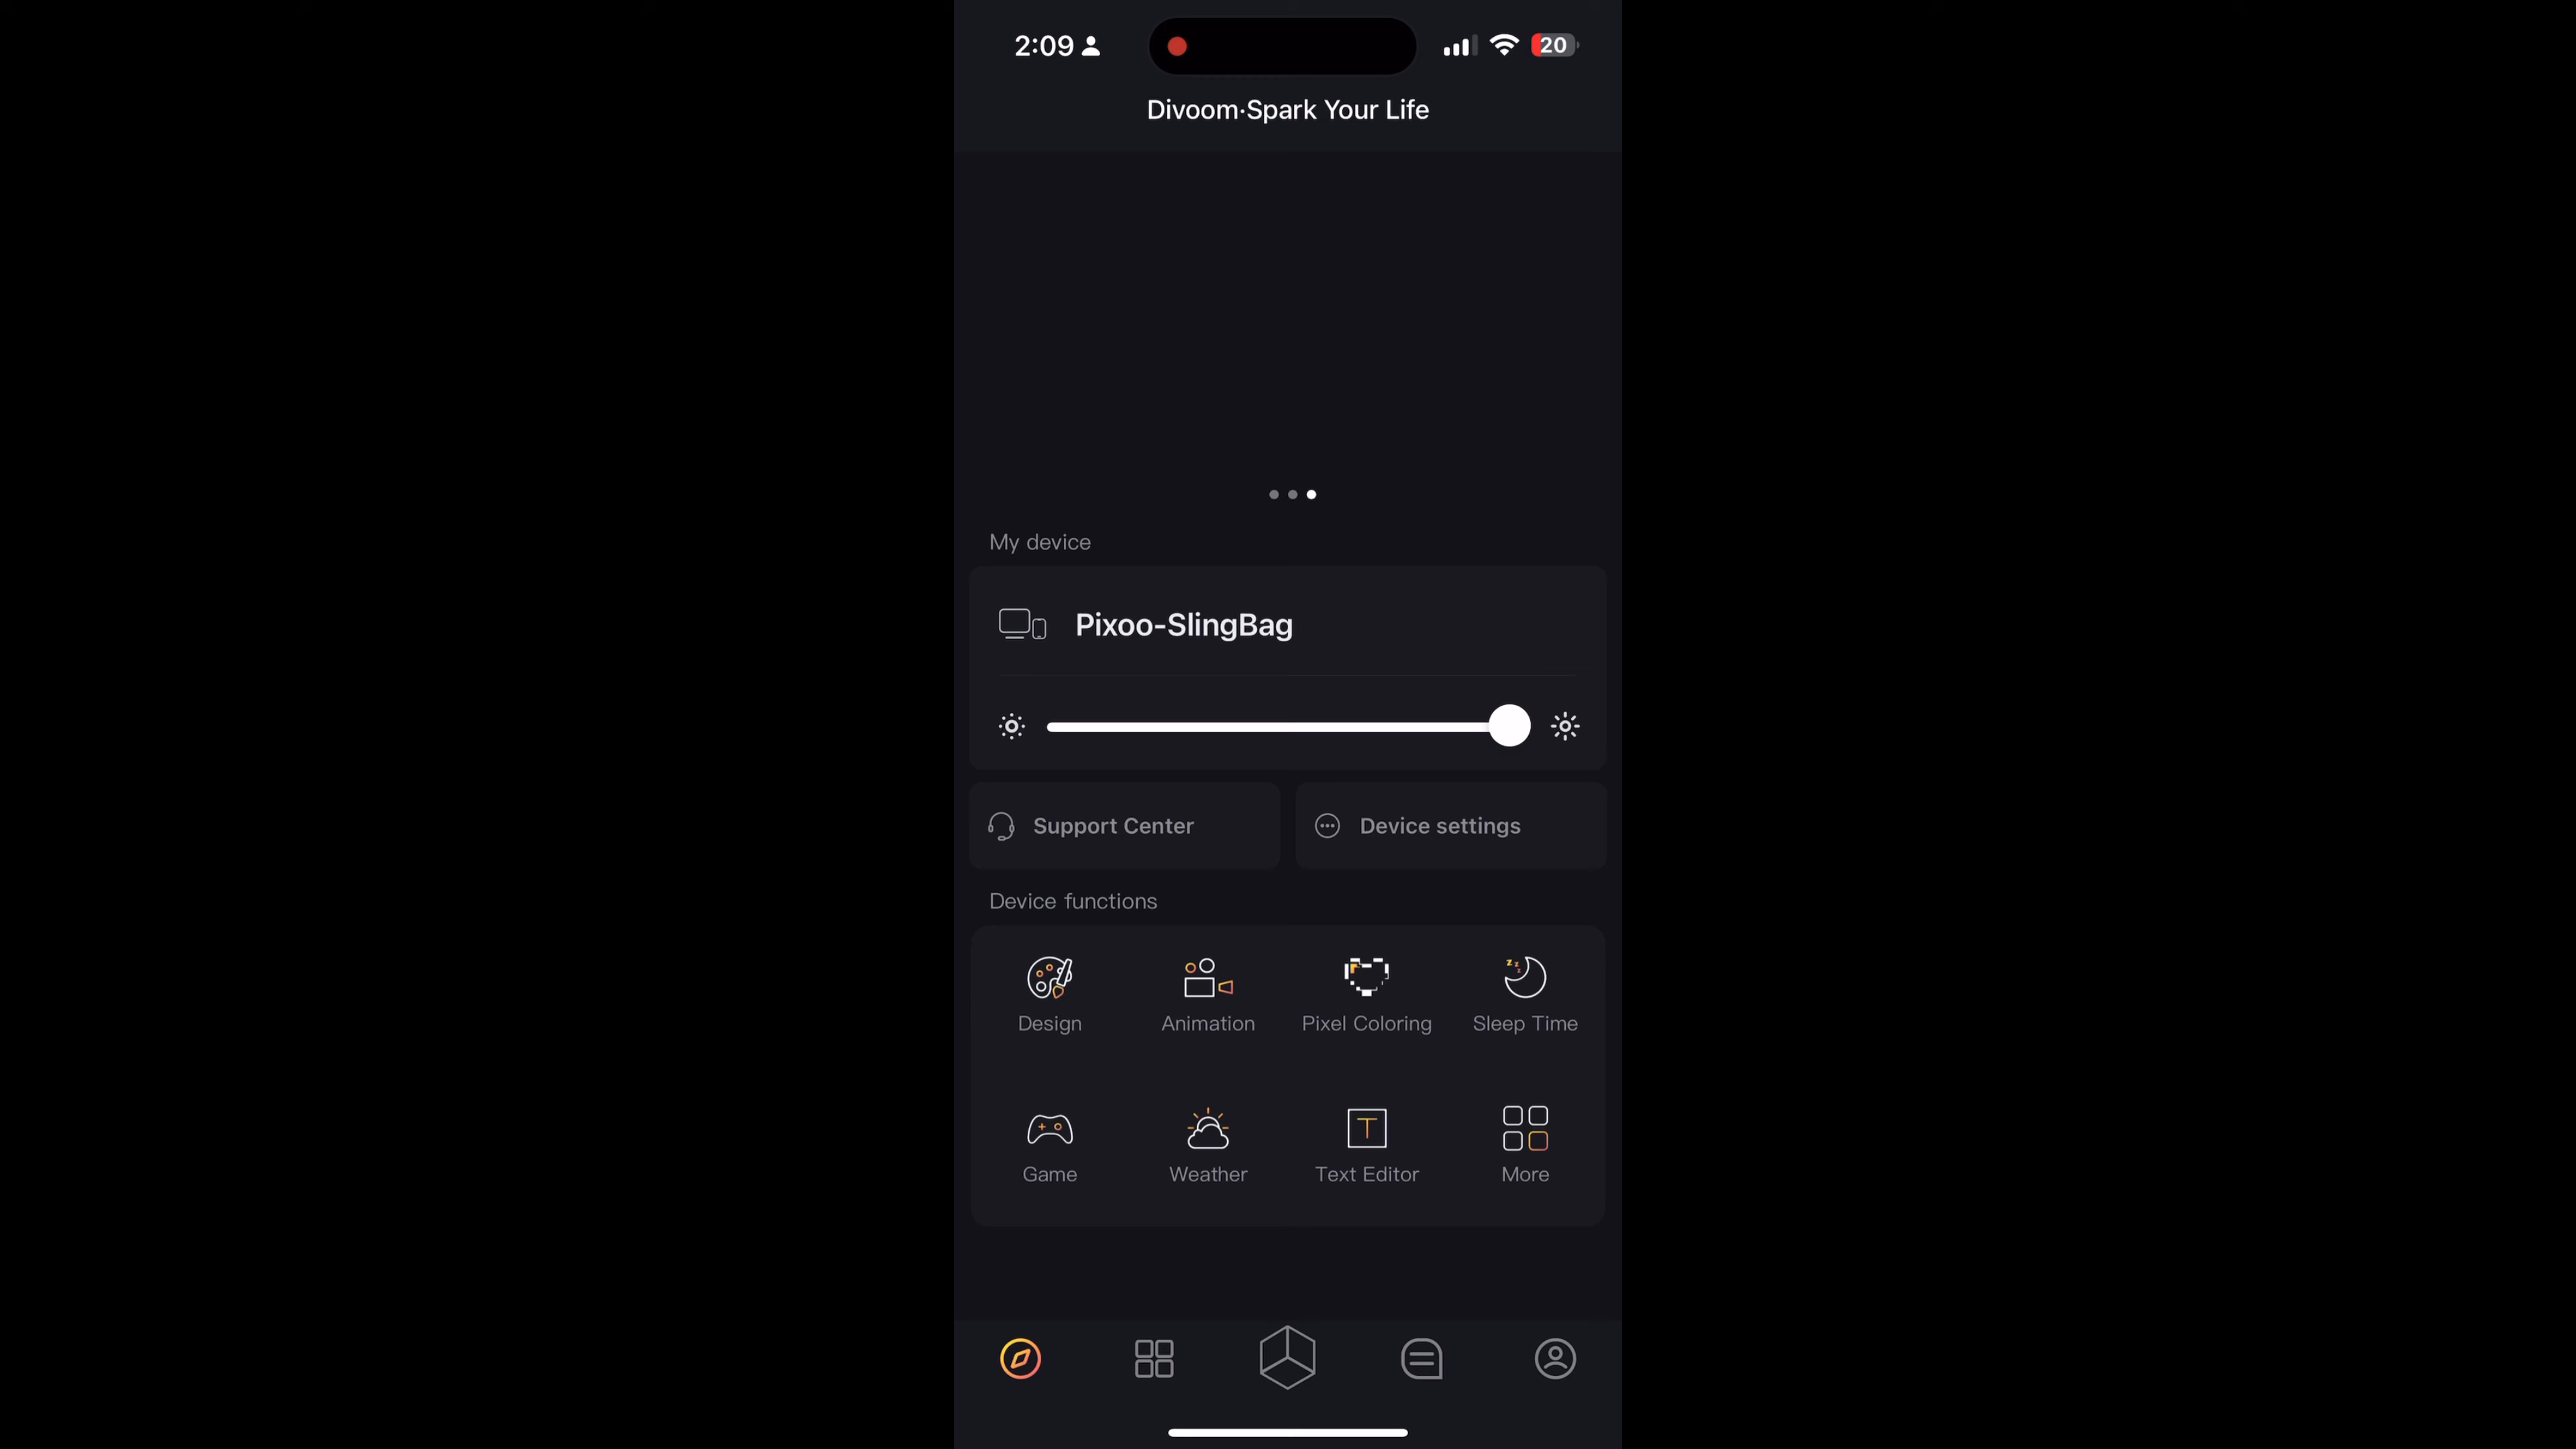 2:09
20
Divoom·Spark Your Life
My device
Pixoo-SlingBag
Support Center
Device settings
Device functions
Design
Animation
Pixel Coloring
Sleep Time
Game
Weather
Text Editor
More